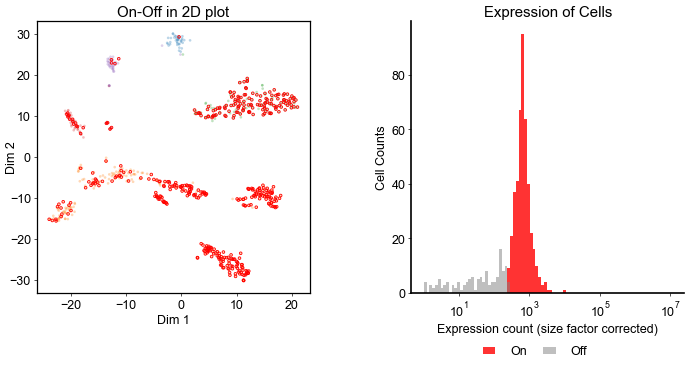 On-Off in 2D plot
30
20
10
0
−10
−20
−30
Dim 2
−20 −10 0 10 20
Dim 1
Expression of Cells
80
60
40
20
0
Cell Counts
10^1 10^3 10^5 10^7
Expression count (size factor corrected)
On Off